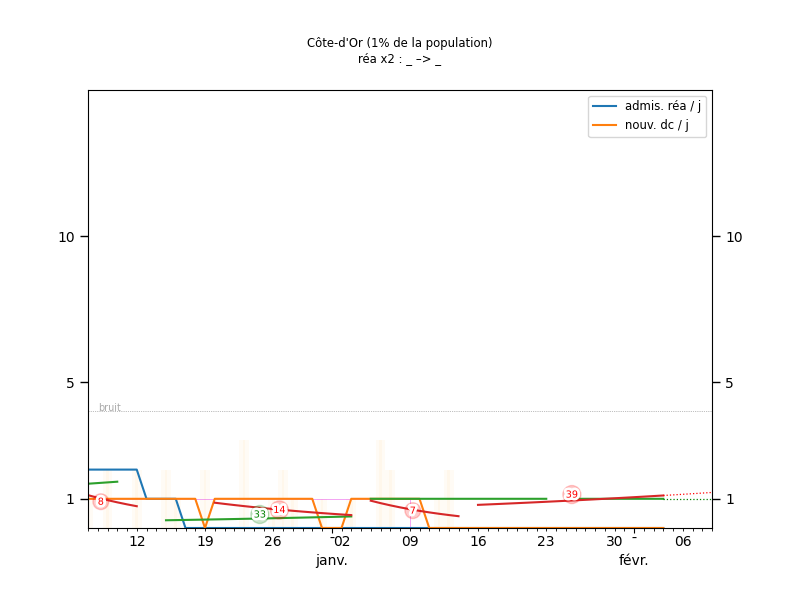 Côte-d'Or (1% de la population)
réa x2 : _ –> _
admis. réa / j
nouv. dc / j
10 10
5 5
bruit
1 1
8 33 14 7 39
12 19 26 02 09 16 23 30 06
janv. févr.